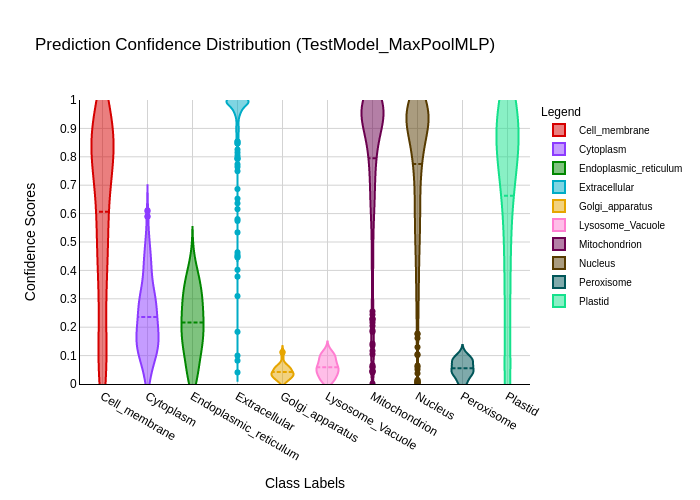 Prediction Confidence Distribution (TestModel_MaxPoolMLP)
Legend
Cell_membrane
Cytoplasm
Endoplasmic_reticulum
Extracellular
Golgi_apparatus
Lysosome_Vacuole
Mitochondrion
Nucleus
Peroxisome
Plastid
Confidence Scores
1
0.9
0.8
0.7
0.6
0.5
0.4
0.3
0.2
0.1
0
Cell_membrane
Cytoplasm
Endoplasmic_reticulum
Extracellular
Golgi_apparatus
Lysosome_Vacuole
Mitochondrion
Nucleus
Peroxisome
Plastid
Class Labels